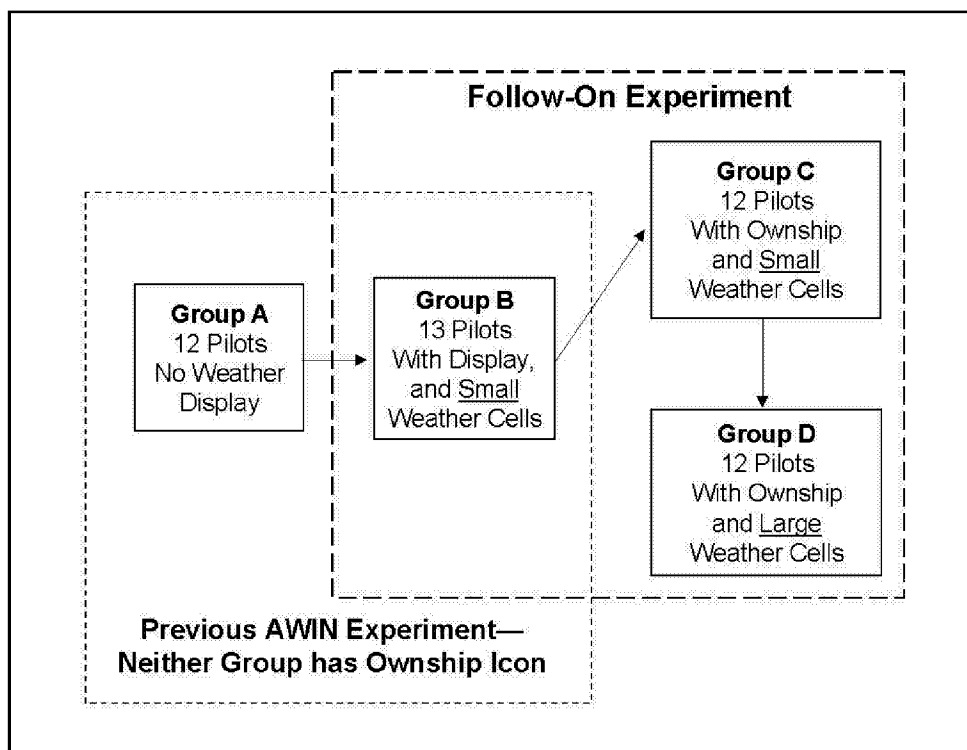 Follow-On Experiment
Group C
12 Pilots
With Ownship
and Small
Weather Cells
Group A
12 Pilots
No Weather
Display
Group B
13 Pilots
With Display,
and Small
Weather Cells
Group D
12 Pilots
With Ownship
and Large
Weather Cells
Previous AWIN Experiment—
Neither Group has Ownship Icon